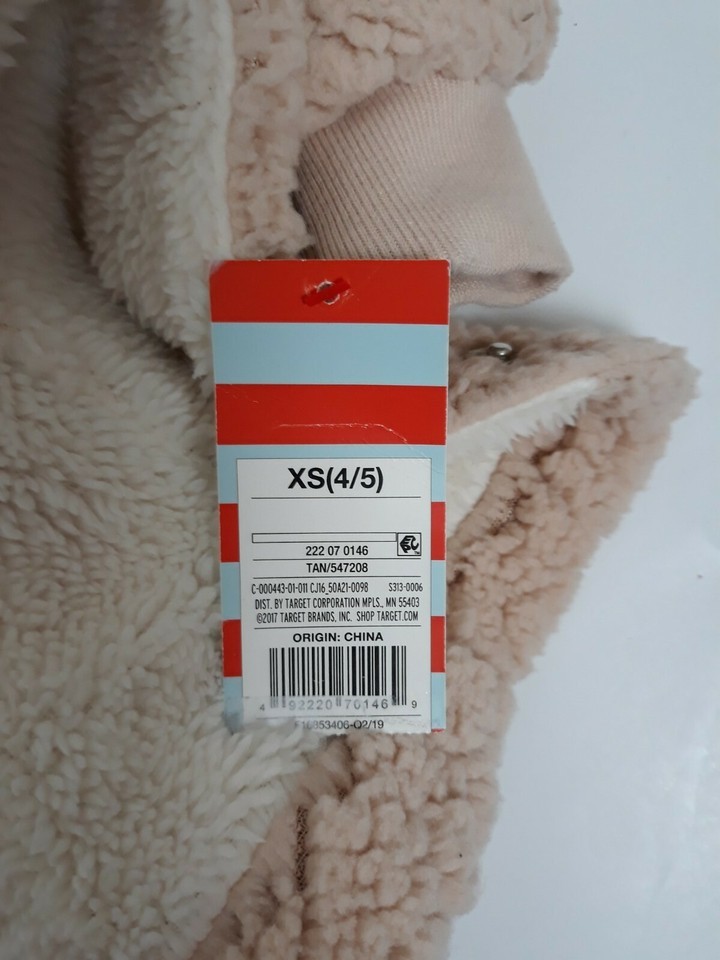 XS(4/5)
222 07 0146
TAN/547208
C-000443-01-011 CJ16_50A21-0098 S313-0006
DIST. BY TARGET CORPORATION MPLS., MN 55403
©2017 TARGET BRANDS, INC. SHOP TARGET.COM
ORIGIN: CHINA
4 92220 70146 9